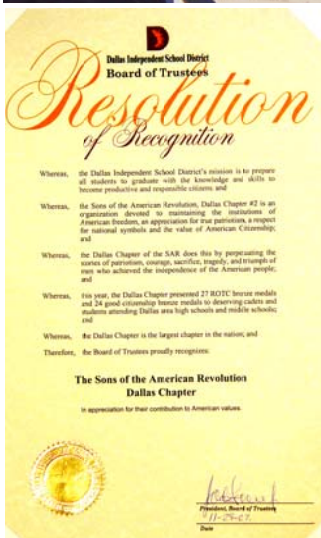 Dallas Independent School District
Board of Trustees
Resolution
of Recognition
Whereas, the Dallas Independent School District's mission is to prepare
all students to graduate with the knowledge and skills to
become productive and responsible citizens; and
Whereas, the Sons of the American Revolution, Dallas Chapter #2 is an
organization devoted to maintaining the institutions of
American freedom, an appreciation for true patriotism, a respect
for national symbols and the value of American Citizenship;
and
Whereas, the Dallas Chapter of the SAR does this by perpetuating the
stories of patriotism, courage, sacrifice, tragedy, and triumph of
men who achieved the independence of the American people;
and
Whereas, this year, the Dallas Chapter presented 27 ROTC bronze medals
and 24 good citizenship bronze medals to deserving cadets and
students attending Dallas area high schools and middle schools;
and
Whereas, the Dallas Chapter is the largest chapter in the nation; and
Therefore, the Board of Trustees proudly recognizes:
The Sons of the American Revolution
Dallas Chapter
in appreciation for their contribution to American values.
President, Board of Trustees
Date